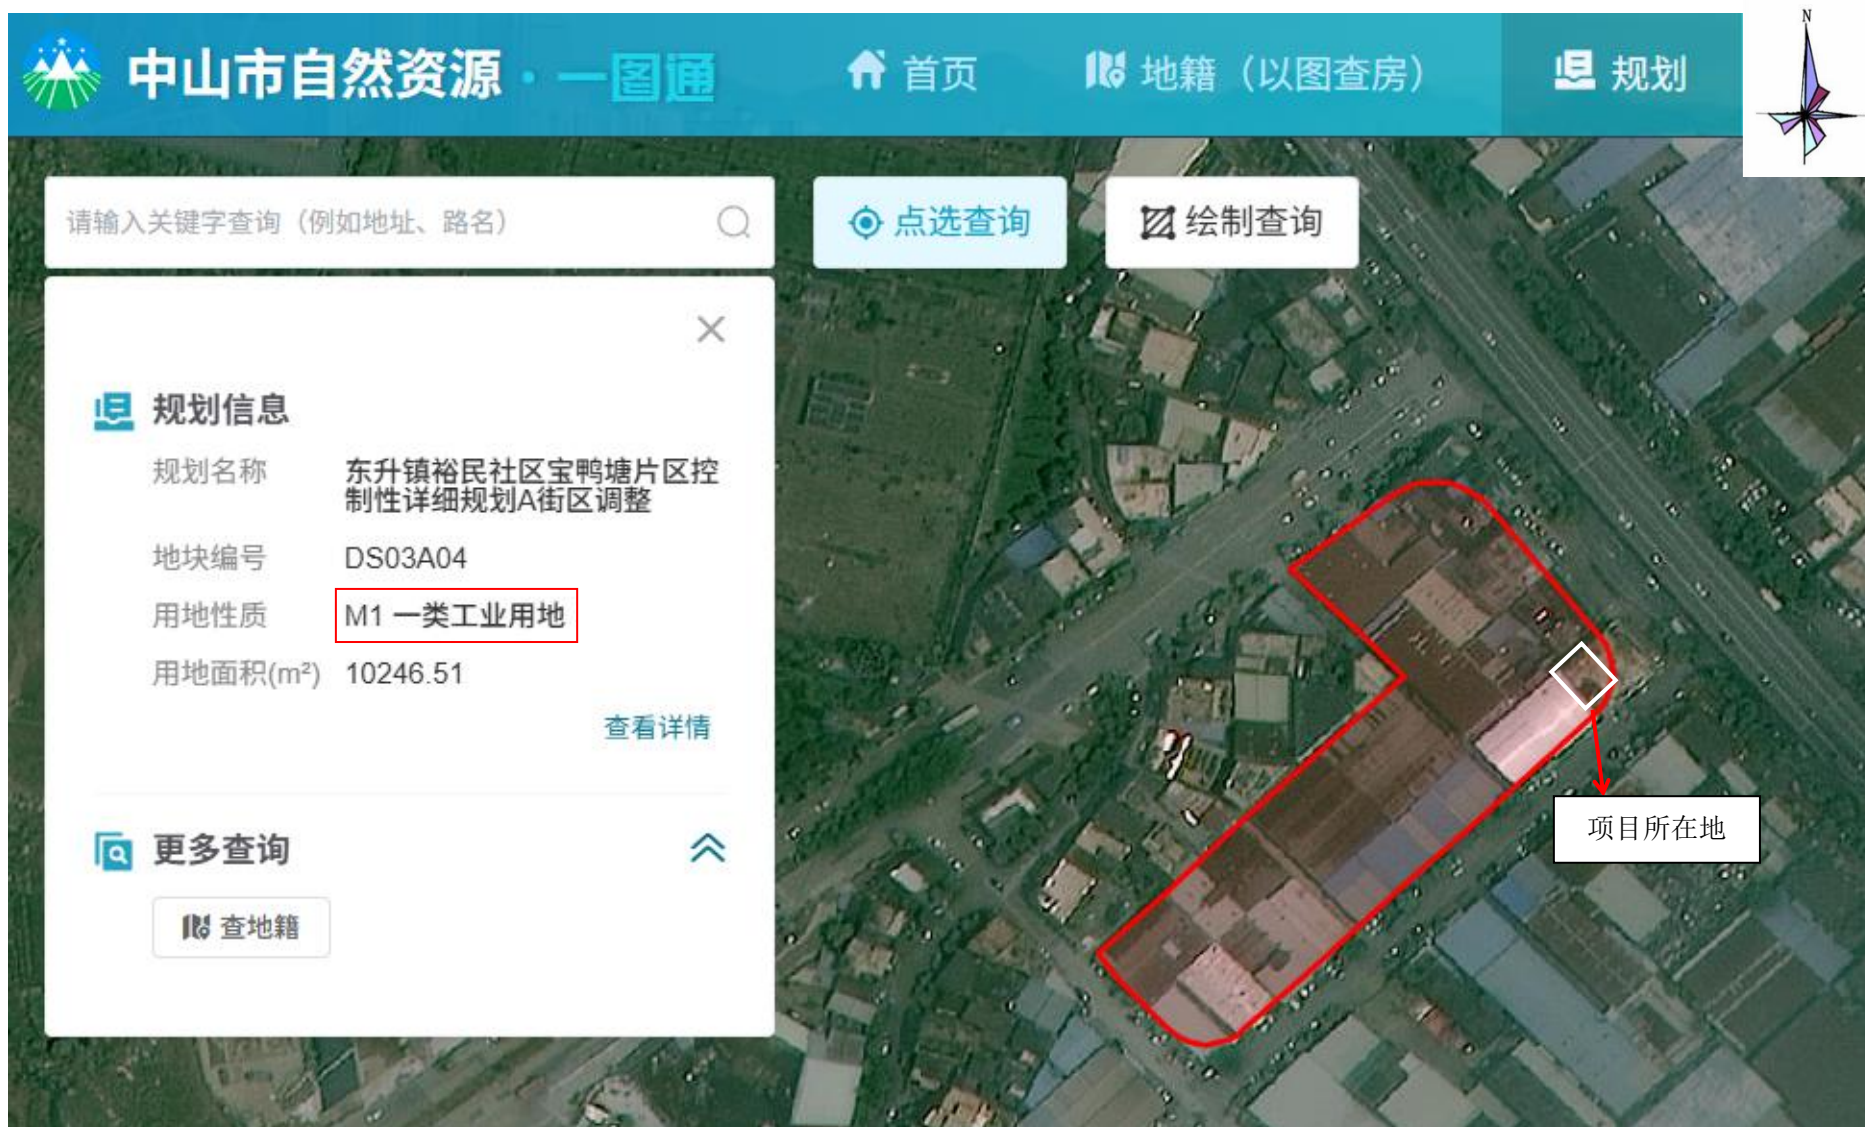 N
中山市自然资源·一图通
首页
地籍（以图查房）
规划
请输入关键字查询（例如地址、路名）
点选查询
绘制查询
规划信息
规划名称
东升镇裕民社区宝鸭塘片区控
制性详细规划A街区调整
地块编号
DS03A04
用地性质
M1 一类工业用地
用地面积(m²)
10246.51
查看详情
更多查询
查地籍
项目所在地